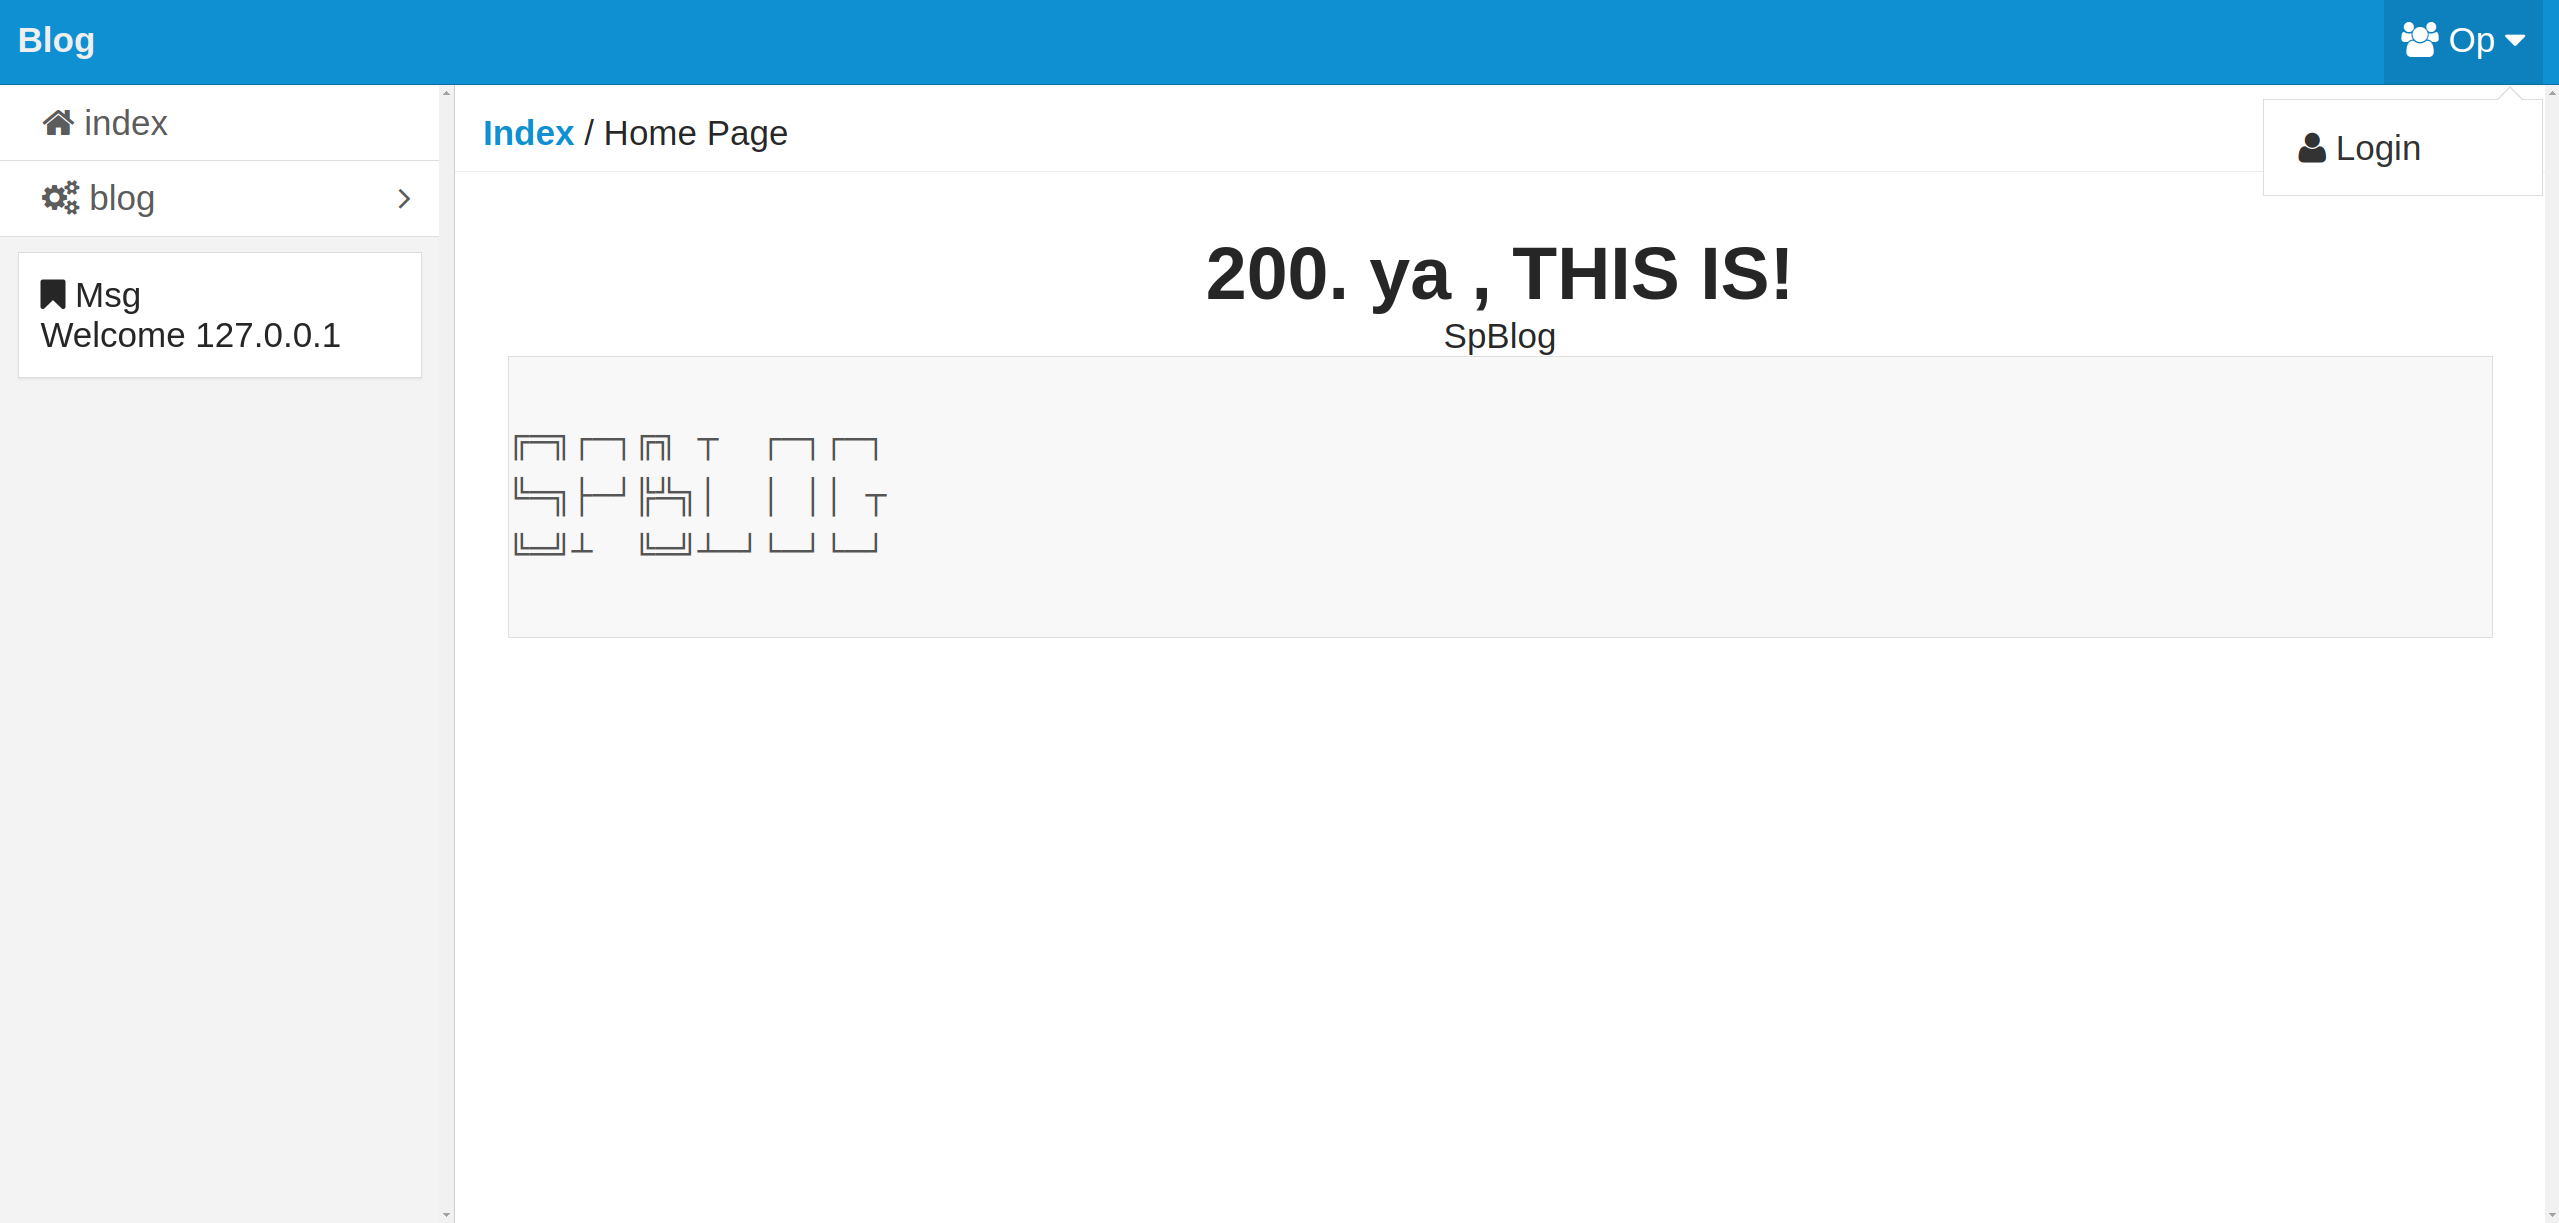 Blog
Op
index
blog
Msg
Welcome 127.0.0.1
Index / Home Page
Login
200. ya , THIS IS!
SpBlog
╔═╗┌─┐╔╗ ┬  ┌─┐┌─┐
╚═╗├─┘╠╩╗│  │ ││ ┬
╚═╝┴  ╚═╝┴─┘└─┘└─┘